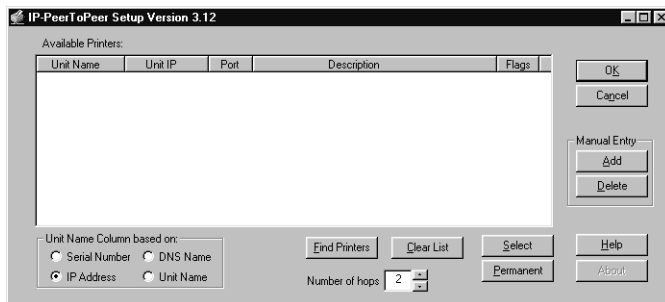 IP-PeerToPeer Setup Version 3.12
Available Printers:
Unit Name Unit IP Port Description Flags
OK
Cancel
Manual Entry
Add
Delete
Unit Name Column based on:
Serial Number DNS Name
IP Address Unit Name
Find Printers Clear List Select Help
Number of hops 2 Permanent About